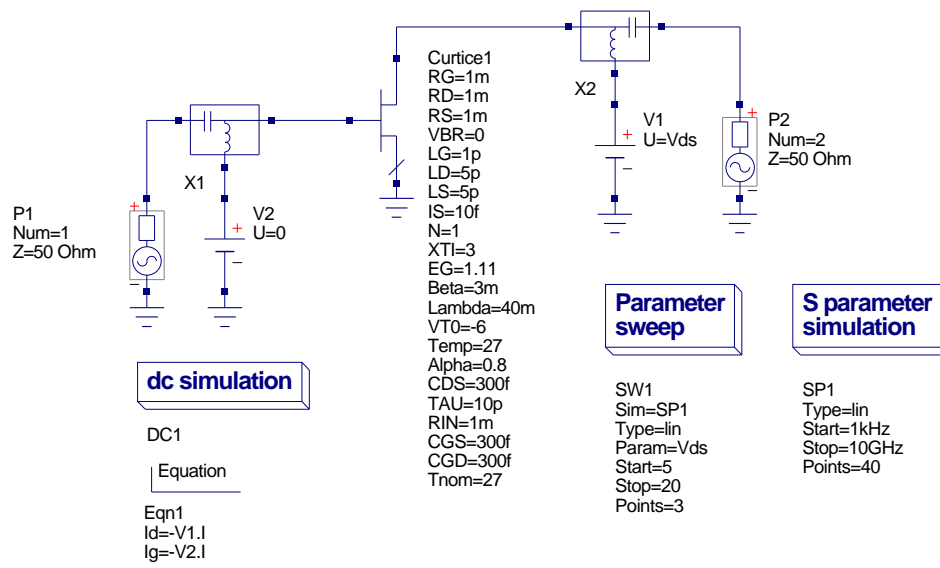 Curtice1
RG=1m
RD=1m
RS=1m
VBR=0
LG=1p
LD=5p
LS=5p
IS=10f
N=1
XTI=3
EG=1.11
Beta=3m
Lambda=40m
VT0=-6
Temp=27
Alpha=0.8
CDS=300f
TAU=10p
RIN=1m
CGS=300f
CGD=300f
Tnom=27
X2
V1
U=Vds
P2
Num=2
Z=50 Ohm
X1
P1
Num=1
Z=50 Ohm
V2
U=0
dc simulation
DC1
Equation
Eqn1
Id=-V1.I
Ig=-V2.I
Parameter
sweep
SW1
Sim=SP1
Type=lin
Param=Vds
Start=5
Stop=20
Points=3
S parameter
simulation
SP1
Type=lin
Start=1kHz
Stop=10GHz
Points=40